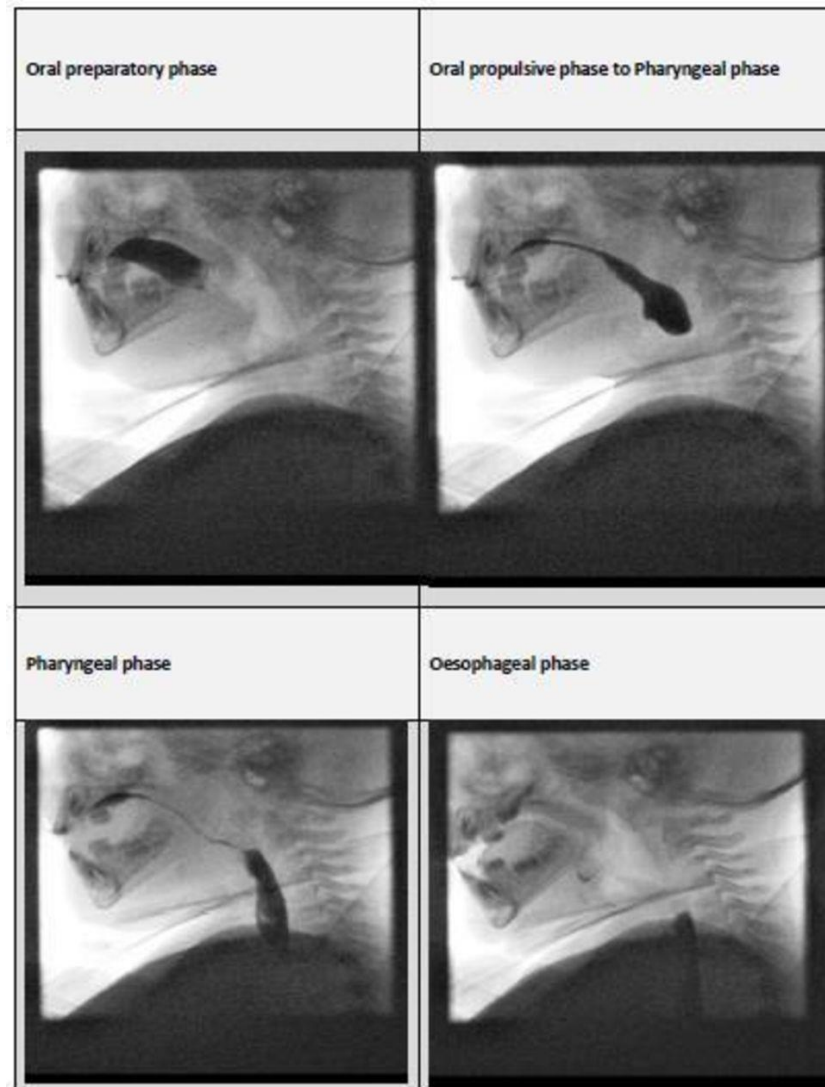 Oral preparatory phase
Oral propulsive phase to Pharyngeal phase
Pharyngeal phase
Oesophageal phase